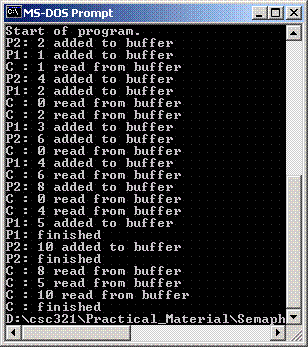 MS-DOS Prompt
Start of program.
P2: 2 added to buffer
P1: 1 added to buffer
C : 1 read from buffer
P2: 4 added to buffer
P1: 2 added to buffer
C : 0 read from buffer
C : 2 read from buffer
P1: 3 added to buffer
P2: 6 added to buffer
C : 0 read from buffer
P1: 4 added to buffer
C : 6 read from buffer
P2: 8 added to buffer
C : 0 read from buffer
C : 4 read from buffer
P1: 5 added to buffer
P1: finished
P2: 10 added to buffer
P2: finished
C : 8 read from buffer
C : 5 read from buffer
C : 10 read from buffer
C : finished
D:\csc321\Practical_Material\Semaph